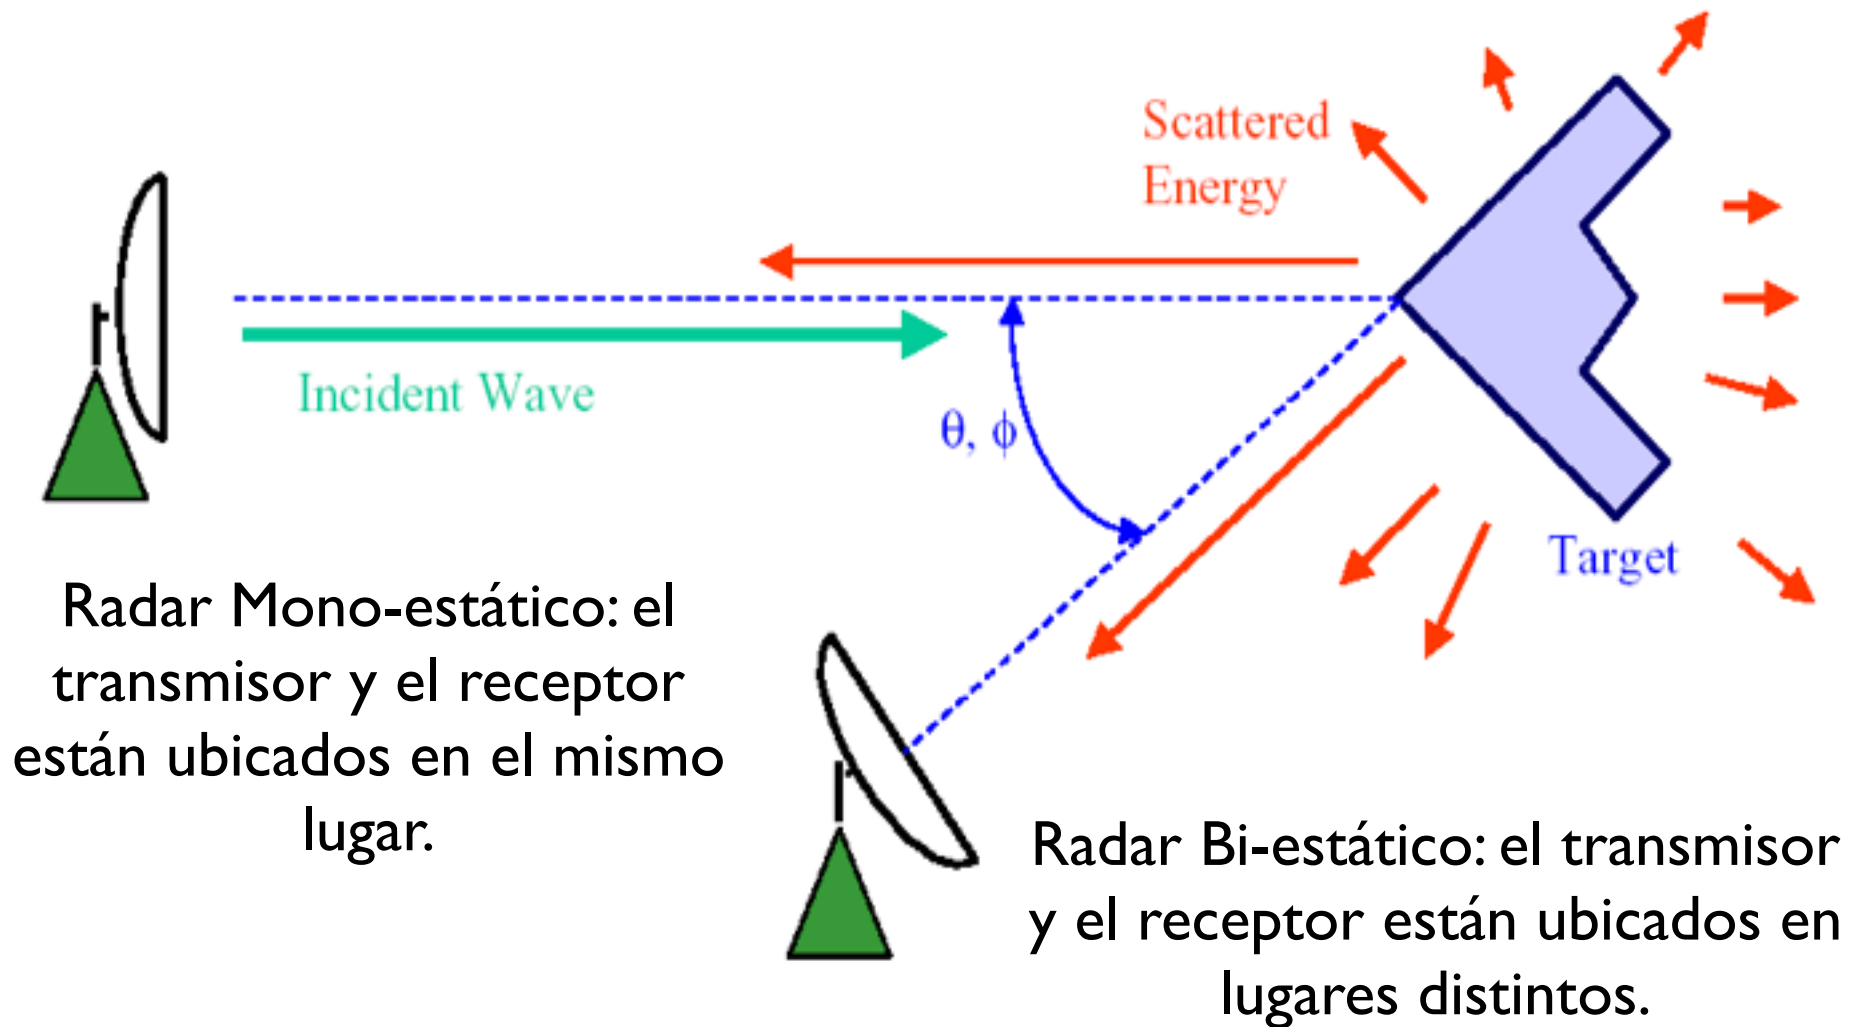 Scattered
Energy
Incident Wave
θ, ϕ
Target
Radar Mono-estático: el
transmisor y el receptor
están ubicados en el mismo
lugar.
Radar Bi-estático: el transmisor
y el receptor están ubicados en
lugares distintos.